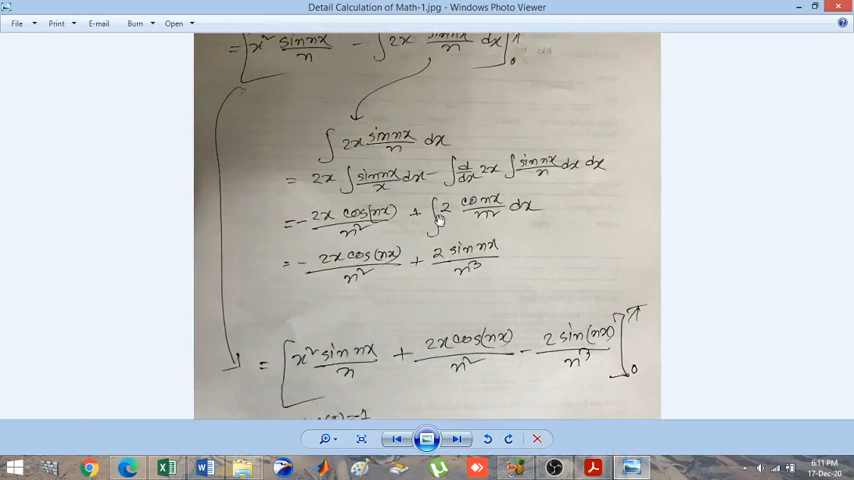 Detail Calculation of Math-1.jpg - Windows Photo Viewer
File Print E-mail Burn Open
= [x² sin nx/n - ∫2x sin nx/n dx]₀^π
∫ 2x sin nx/n dx
= 2x ∫ sin nx/x dx - ∫ d/dx 2x ∫ sin nx/n dx dx
= - 2x cos(nx)/n² + ∫ 2 cos nx/n² dx
= - 2x cos(nx)/n² + 2 sin nx/n³
= [x² sin nx/n + 2x cos(nx)/n² - 2 sin(nx)/n³]₀^π
6:11 PM
17-Dec-20